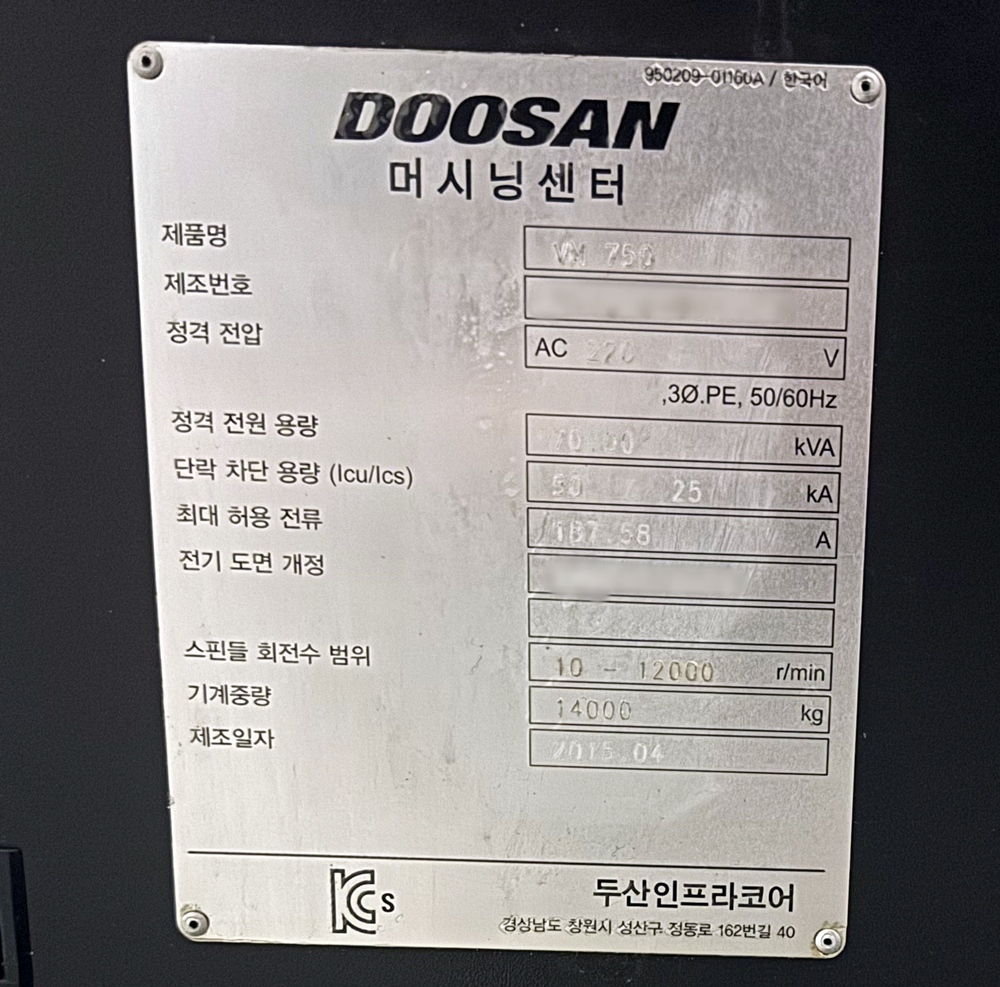 950209-01160A / 한국어
DOOSAN
머시닝센터
제품명 VM 750
제조번호
정격 전압 AC 220 V
,3Ø.PE, 50/60Hz
정격 전원 용량 kVA
단락 차단 용량 (Icu/Ics) 50 / 25 kA
최대 허용 전류 187.58 A
전기 도면 개정
스핀들 회전수 범위 10 - 12000 r/min
기계중량 14000 kg
제조일자 2015.04
KCs
두산인프라코어
경상남도 창원시 성산구 정동로 162번길 40